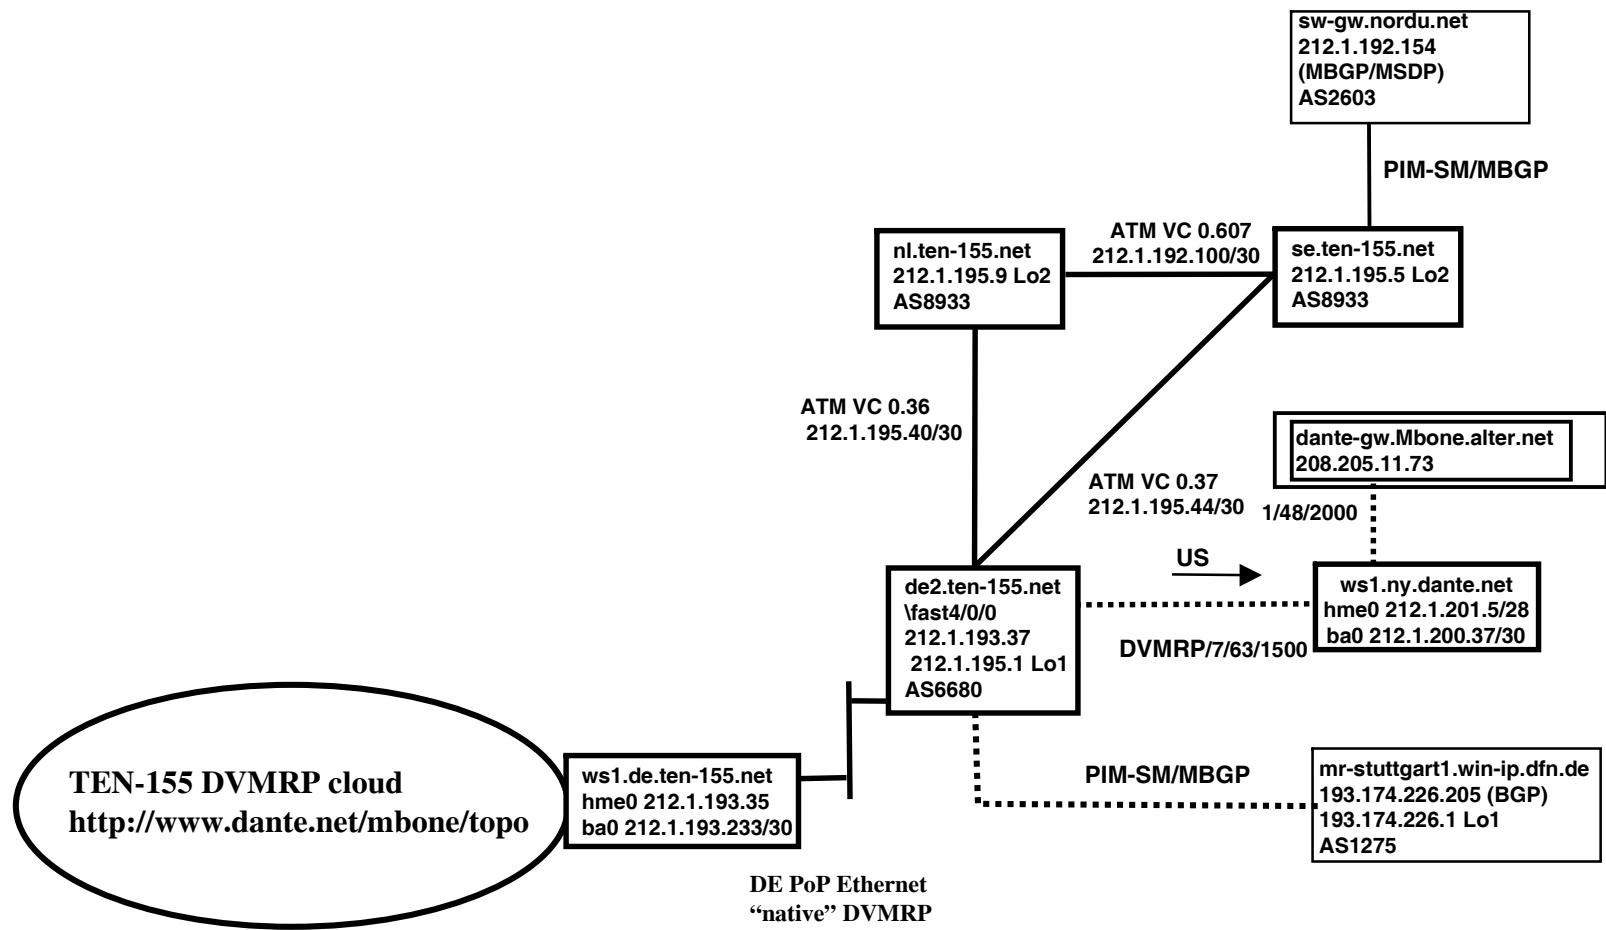 sw-gw.nordu.net
212.1.192.154
(MBGP/MSDP)
AS2603
PIM-SM/MBGP
ATM VC 0.607
212.1.192.100/30
nl.ten-155.net
212.1.195.9 Lo2
AS8933
se.ten-155.net
212.1.195.5 Lo2
AS8933
ATM VC 0.36
212.1.195.40/30
ATM VC 0.37
212.1.195.44/30
dante-gw.Mbone.alter.net
208.205.11.73
1/48/2000
US
de2.ten-155.net
\fast4/0/0
212.1.193.37
212.1.195.1 Lo1
AS6680
ws1.ny.dante.net
hme0 212.1.201.5/28
ba0 212.1.200.37/30
DVMRP/7/63/1500
TEN-155 DVMRP cloud
http://www.dante.net/mbone/topo
ws1.de.ten-155.net
hme0 212.1.193.35
ba0 212.1.193.233/30
PIM-SM/MBGP
mr-stuttgart1.win-ip.dfn.de
193.174.226.205 (BGP)
193.174.226.1 Lo1
AS1275
DE PoP Ethernet
“native” DVMRP